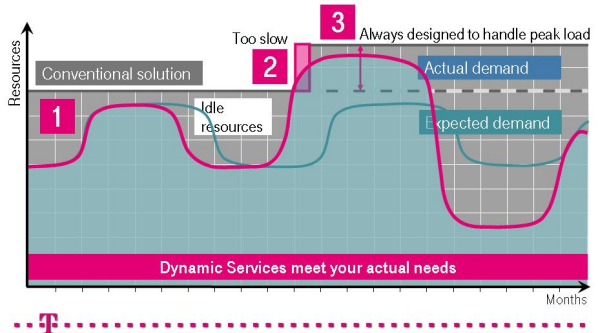 3
Too slow
Always designed to handle peak load
Resources
Conventional solution
2
Actual demand
1
Idle
resources
Expected demand
Dynamic Services meet your actual needs
Months
T